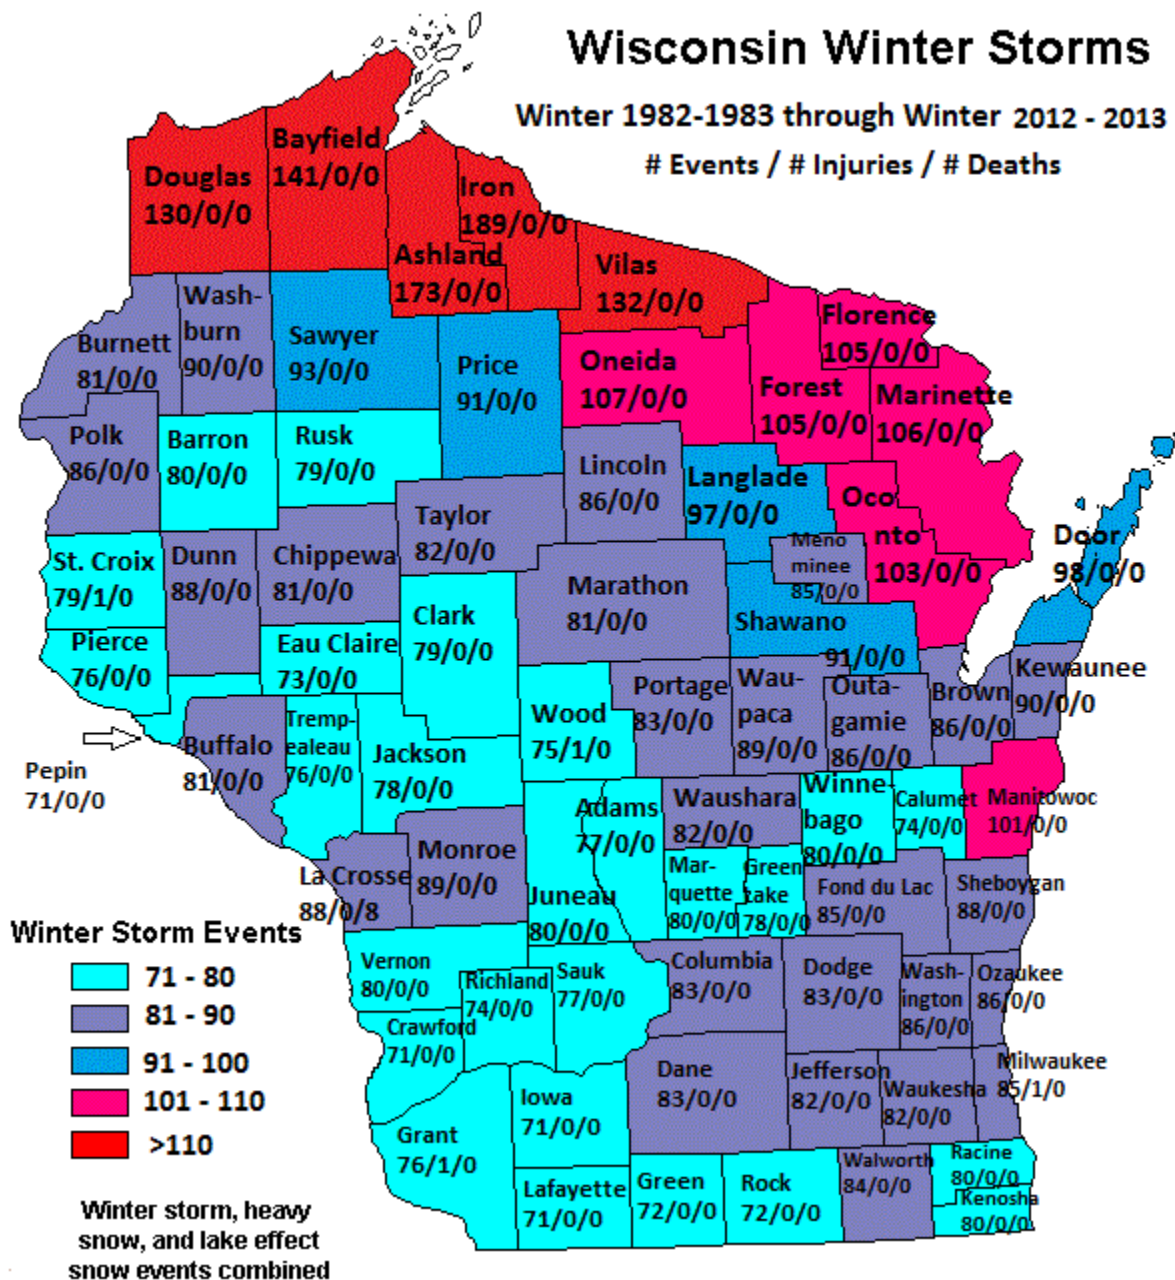 Wisconsin Winter Storms
Winter 1982-1983 through Winter 2012 - 2013
# Events / # Injuries / # Deaths
Douglas
130/0/0
Bayfield
141/0/0
Iron
189/0/0
Ashland
173/0/0
Vilas
132/0/0
Burnett
81/0/0
Wash-
burn
90/0/0
Sawyer
93/0/0
Price
91/0/0
Oneida
107/0/0
Florence
105/0/0
Forest
105/0/0
Marinette
106/0/0
Polk
86/0/0
Barron
80/0/0
Rusk
79/0/0
Lincoln
86/0/0
Langlade
97/0/0
Oco
nto
103/0/0
Door
98/0/0
Taylor
82/0/0
St. Croix
79/1/0
Dunn
88/0/0
Chippewa
81/0/0
Meno
minee
85/0/0
Marathon
81/0/0
Shawano
91/0/0
Clark
79/0/0
Pierce
76/0/0
Eau Claire
73/0/0
Portage
83/0/0
Wau-
paca
89/0/0
Outa-
gamie
86/0/0
Brown
86/0/0
Kewaunee
90/0/0
Wood
75/1/0
Pepin
71/0/0
Buffalo
81/0/0
Tremp-
ealeau
76/0/0
Jackson
78/0/0
Adams
77/0/0
Waushara
82/0/0
Winne-
bago
80/0/0
Calumet
74/0/0
Manitowoc
101/0/0
La Crosse
88/0/8
Monroe
89/0/0
Juneau
80/0/0
Mar-
quette
80/0/0
Green
Lake
78/0/0
Fond du Lac
85/0/0
Sheboygan
88/0/0
Vernon
80/0/0
Richland
74/0/0
Sauk
77/0/0
Columbia
83/0/0
Dodge
83/0/0
Wash-
ington
86/0/0
Ozaukee
86/0/0
Crawford
71/0/0
Dane
83/0/0
Jefferson
82/0/0
Waukesha
82/0/0
Milwaukee
85/1/0
Iowa
71/0/0
Grant
76/1/0
Lafayette
71/0/0
Green
72/0/0
Rock
72/0/0
Walworth
84/0/0
Racine
80/0/0
Kenosha
80/0/0
Winter Storm Events
71 - 80
81 - 90
91 - 100
101 - 110
>110
Winter storm, heavy
snow, and lake effect
snow events combined